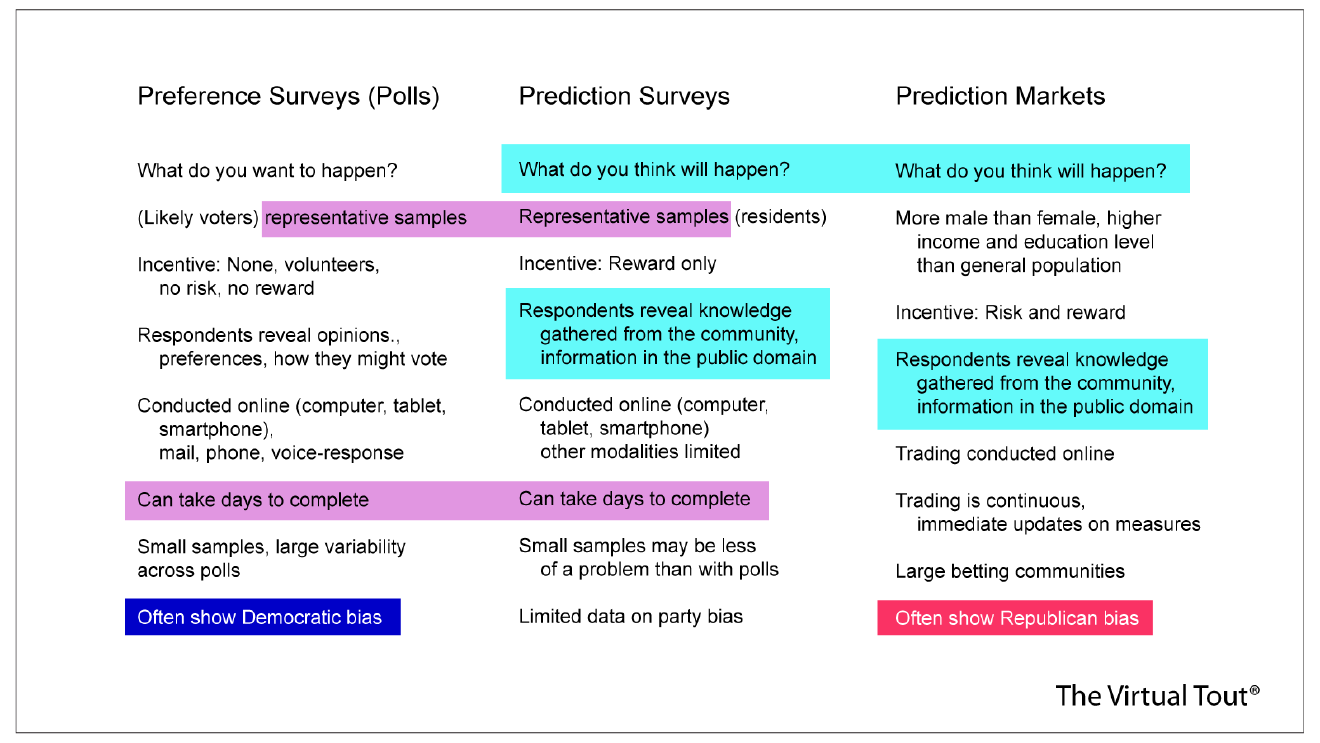 Preference Surveys (Polls)
What do you want to happen?
(Likely voters) representative samples
Incentive: None, volunteers,
no risk, no reward
Respondents reveal opinions.,
preferences, how they might vote
Conducted online (computer, tablet,
smartphone),
mail, phone, voice-response
Can take days to complete
Small samples, large variability
across polls
Often show Democratic bias
Prediction Surveys
What do you think will happen?
Representative samples (residents)
Incentive: Reward only
Respondents reveal knowledge
gathered from the community,
information in the public domain
Conducted online (computer,
tablet, smartphone)
other modalities limited
Can take days to complete
Small samples may be less
of a problem than with polls
Limited data on party bias
Prediction Markets
What do you think will happen?
More male than female, higher
income and education level
than general population
Incentive: Risk and reward
Respondents reveal knowledge
gathered from the community,
information in the public domain
Trading conducted online
Trading is continuous,
immediate updates on measures
Large betting communities
Often show Republican bias
The Virtual Tout®